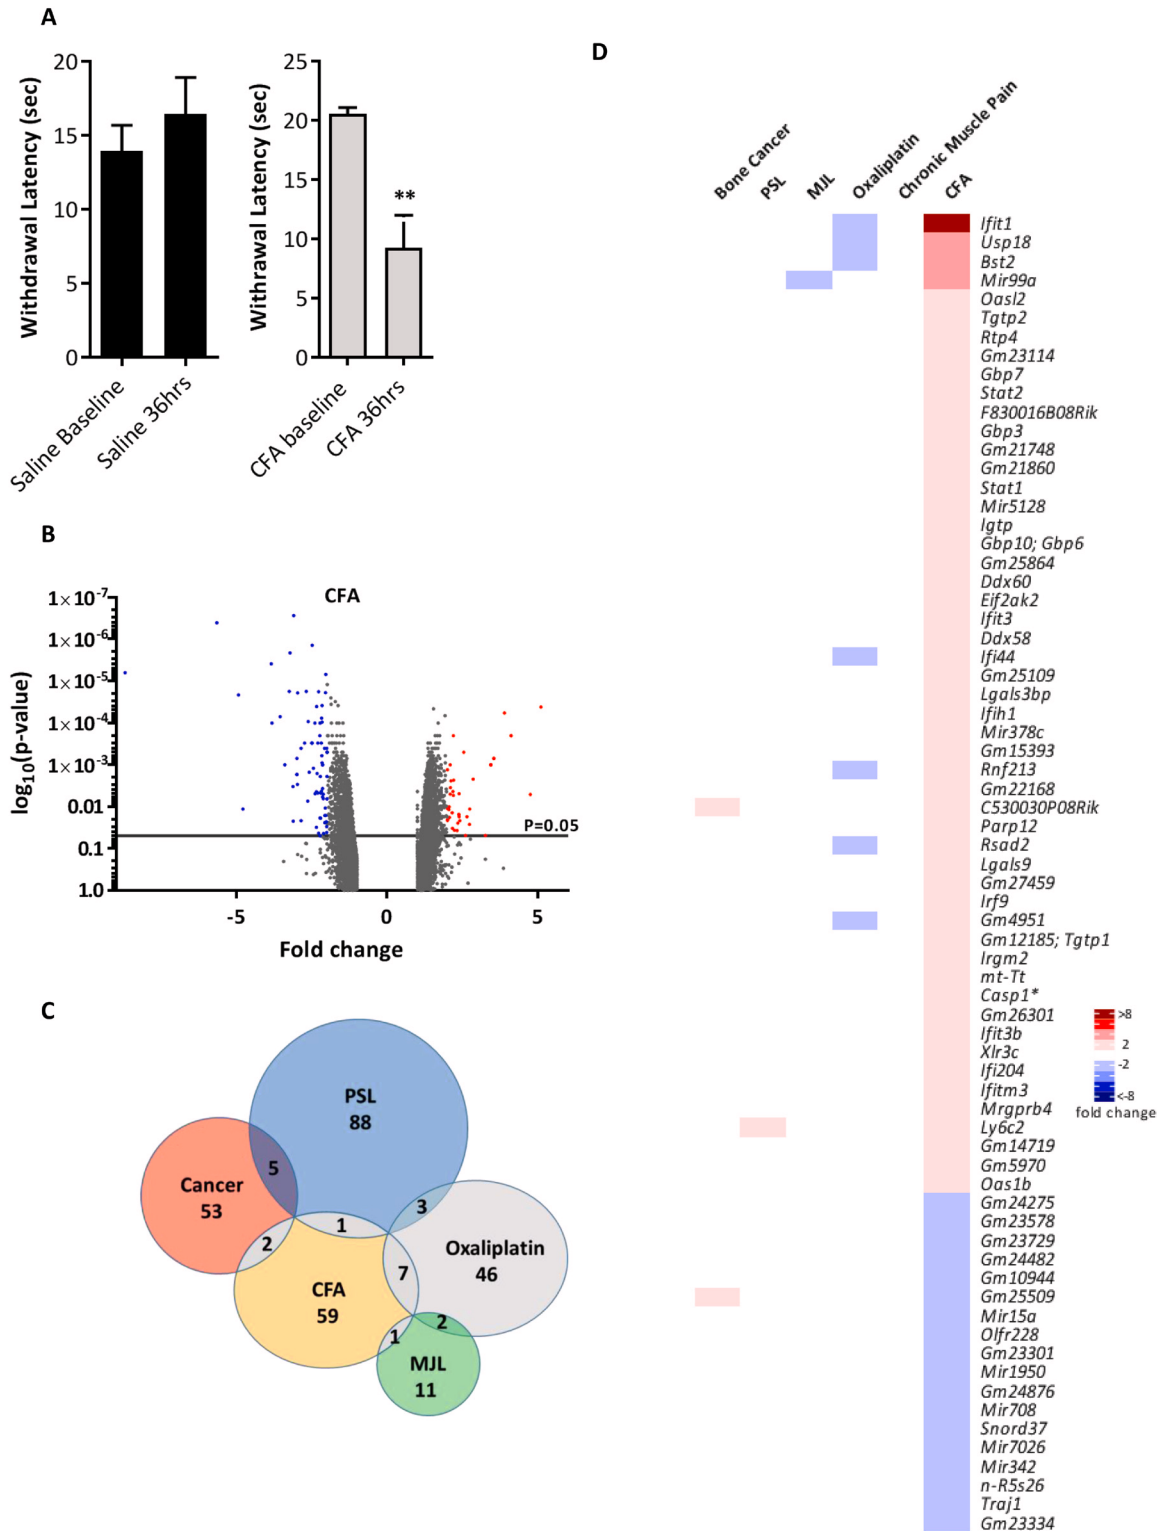 A
20
15
10
5
0
Withdrawal Latency (sec)
Saline Baseline
Saline 36hrs
25
20
15
10
5
0
Withrawal Latency (sec)
**
CFA baseline
CFA 36hrs
B
CFA
1×10⁻⁷
1×10⁻⁶
1×10⁻⁵
1×10⁻⁴
1×10⁻³
0.01
0.1
1.0
log₁₀(p-value)
P=0.05
-5
0
5
Fold change
C
PSL
88
5
Cancer
53
3
1
2
Oxaliplatin
46
7
CFA
59
2
1
MJL
11
D
Bone Cancer
PSL
MJL
Oxaliplatin
Chronic Muscle Pain
CFA
Ifit1
Usp18
Bst2
Mir99a
Oasl2
Tgtp2
Rtp4
Gm23114
Gbp7
Stat2
F830016B08Rik
Gbp3
Gm21748
Gm21860
Stat1
Mir5128
Igtp
Gbp10; Gbp6
Gm25864
Ddx60
Eif2ak2
Ifit3
Ddx58
Ifi44
Gm25109
Lgals3bp
Ifih1
Mir378c
Gm15393
Rnf213
Gm22168
C530030P08Rik
Parp12
Rsad2
Lgals9
Gm27459
Irf9
Gm4951
Gm12185; Tgtp1
Irgm2
mt-Tt
Casp1*
Gm26301
Ifit3b
Xlr3c
Ifi204
Ifitm3
Mrgprb4
Ly6c2
Gm14719
Gm5970
Oas1b
Gm24275
Gm23578
Gm23729
Gm24482
Gm10944
Gm25509
Mir15a
Olfr228
Gm23301
Mir1950
Gm24876
Mir708
Snord37
Mir7026
Mir342
n-R5s26
Traj1
Gm23334
>8
2
-2
<-8
fold change